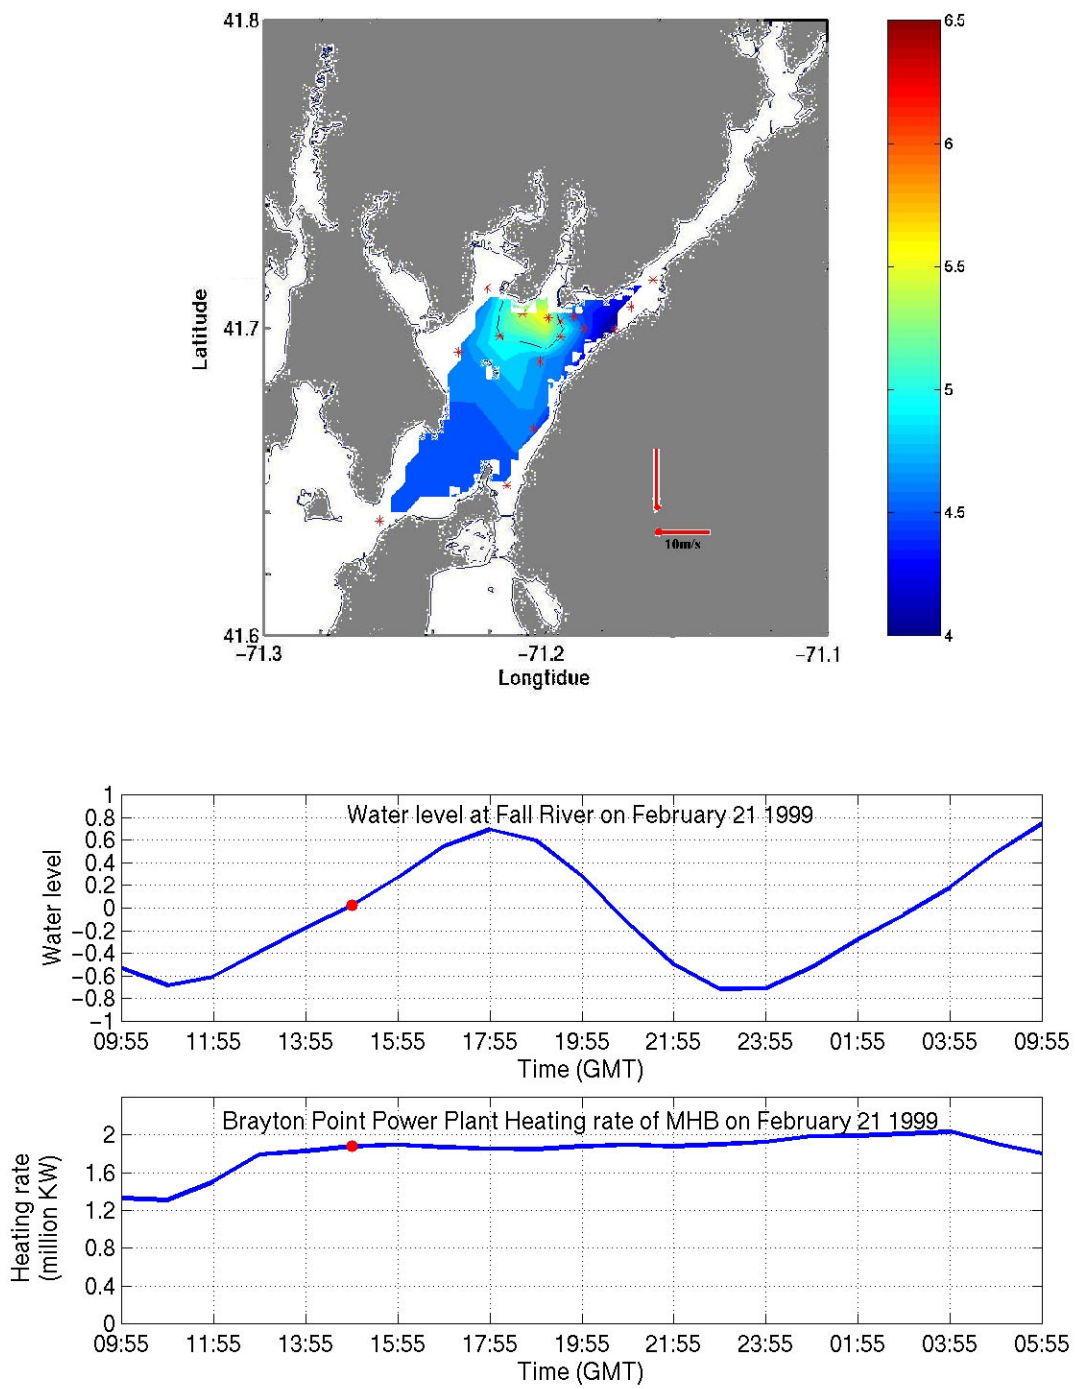 41.8
41.7
41.6
Latitude
-71.3 -71.2 -71.1
Longtidue
10m/s
6.5
6
5.5
5
4.5
4
Water level at Fall River on February 21 1999
1
0.8
0.6
0.4
0.2
0
-0.2
-0.4
-0.6
-0.8
-1
Water level
09:55 11:55 13:55 15:55 17:55 19:55 21:55 23:55 01:55 03:55 09:55
Time (GMT)
Brayton Point Power Plant Heating rate of MHB on February 21 1999
2
1.6
1.2
0.8
0.4
0
Heating rate
(million KW)
09:55 11:55 13:55 15:55 17:55 19:55 21:55 23:55 01:55 03:55 05:55
Time (GMT)